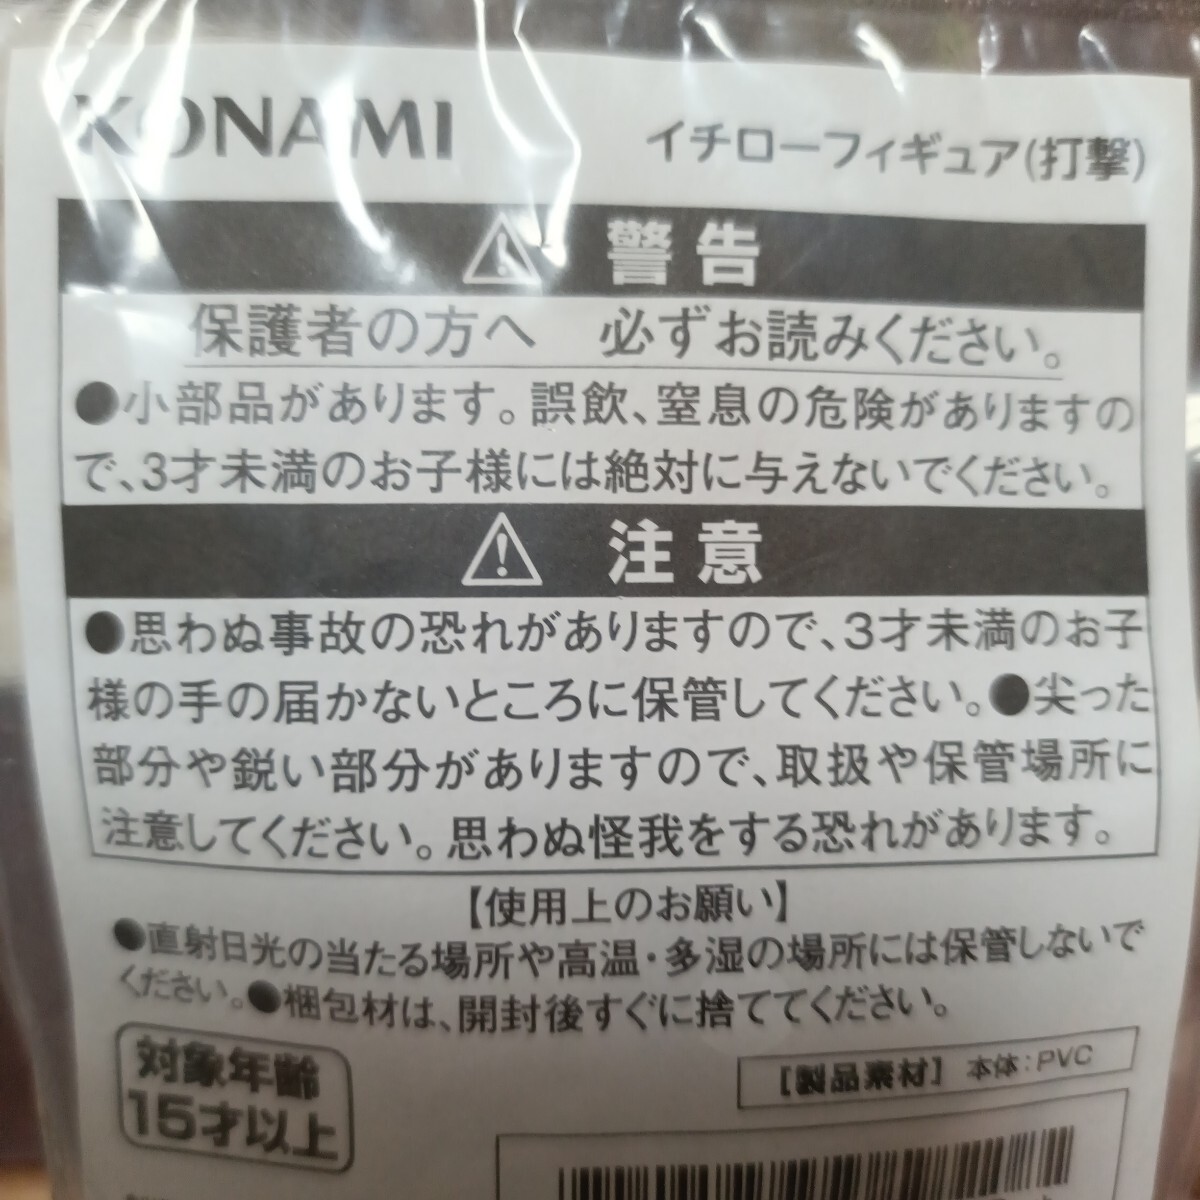 KONAMI
イチローフィギュア(打撃)
警告
保護者の方へ　必ずお読みください。
●小部品があります。誤飲、窒息の危険がありますの
で、3才未満のお子様には絶対に与えないでください。
注意
●思わぬ事故の恐れがありますので、3才未満のお子
様の手の届かないところに保管してください。●尖った
部分や鋭い部分がありますので、取扱や保管場所に
注意してください。思わぬ怪我をする恐れがあります。
【使用上のお願い】
●直射日光の当たる場所や高温・多湿の場所には保管しないで
ください。●梱包材は、開封後すぐに捨ててください。
対象年齢
15才以上
【製品素材】 本体：PVC